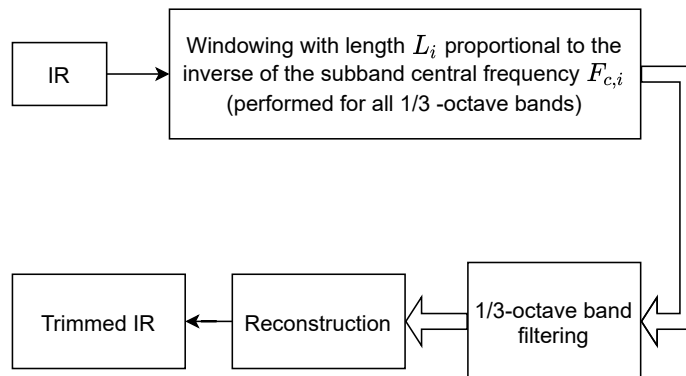 IR
Windowing with length $L_i$ proportional to the
inverse of the subband central frequency $F_{c,i}$
(performed for all 1/3 -octave bands)
Trimmed IR
Reconstruction
1/3-octave band
filtering